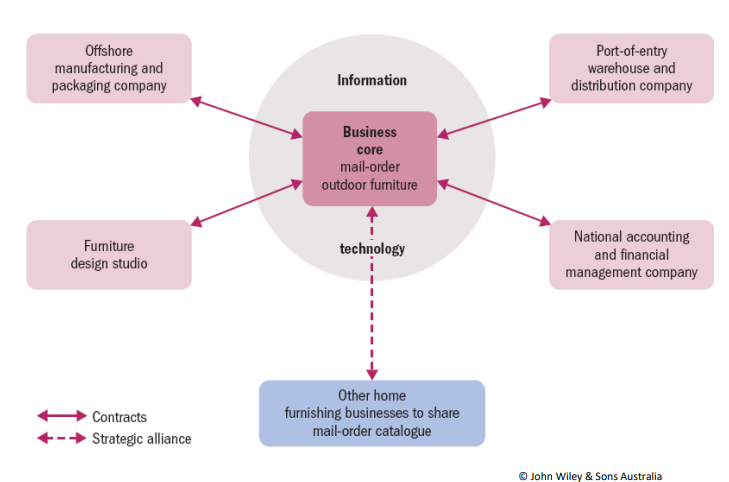 Offshore
manufacturing and
packaging company
Information
Port-of-entry
warehouse and
distribution company
Business
core
mail-order
outdoor furniture
Furniture
design studio
technology
National accounting
and financial
management company
Other home
furnishing businesses to share
mail-order catalogue
Contracts
Strategic alliance
© John Wiley & Sons Australia